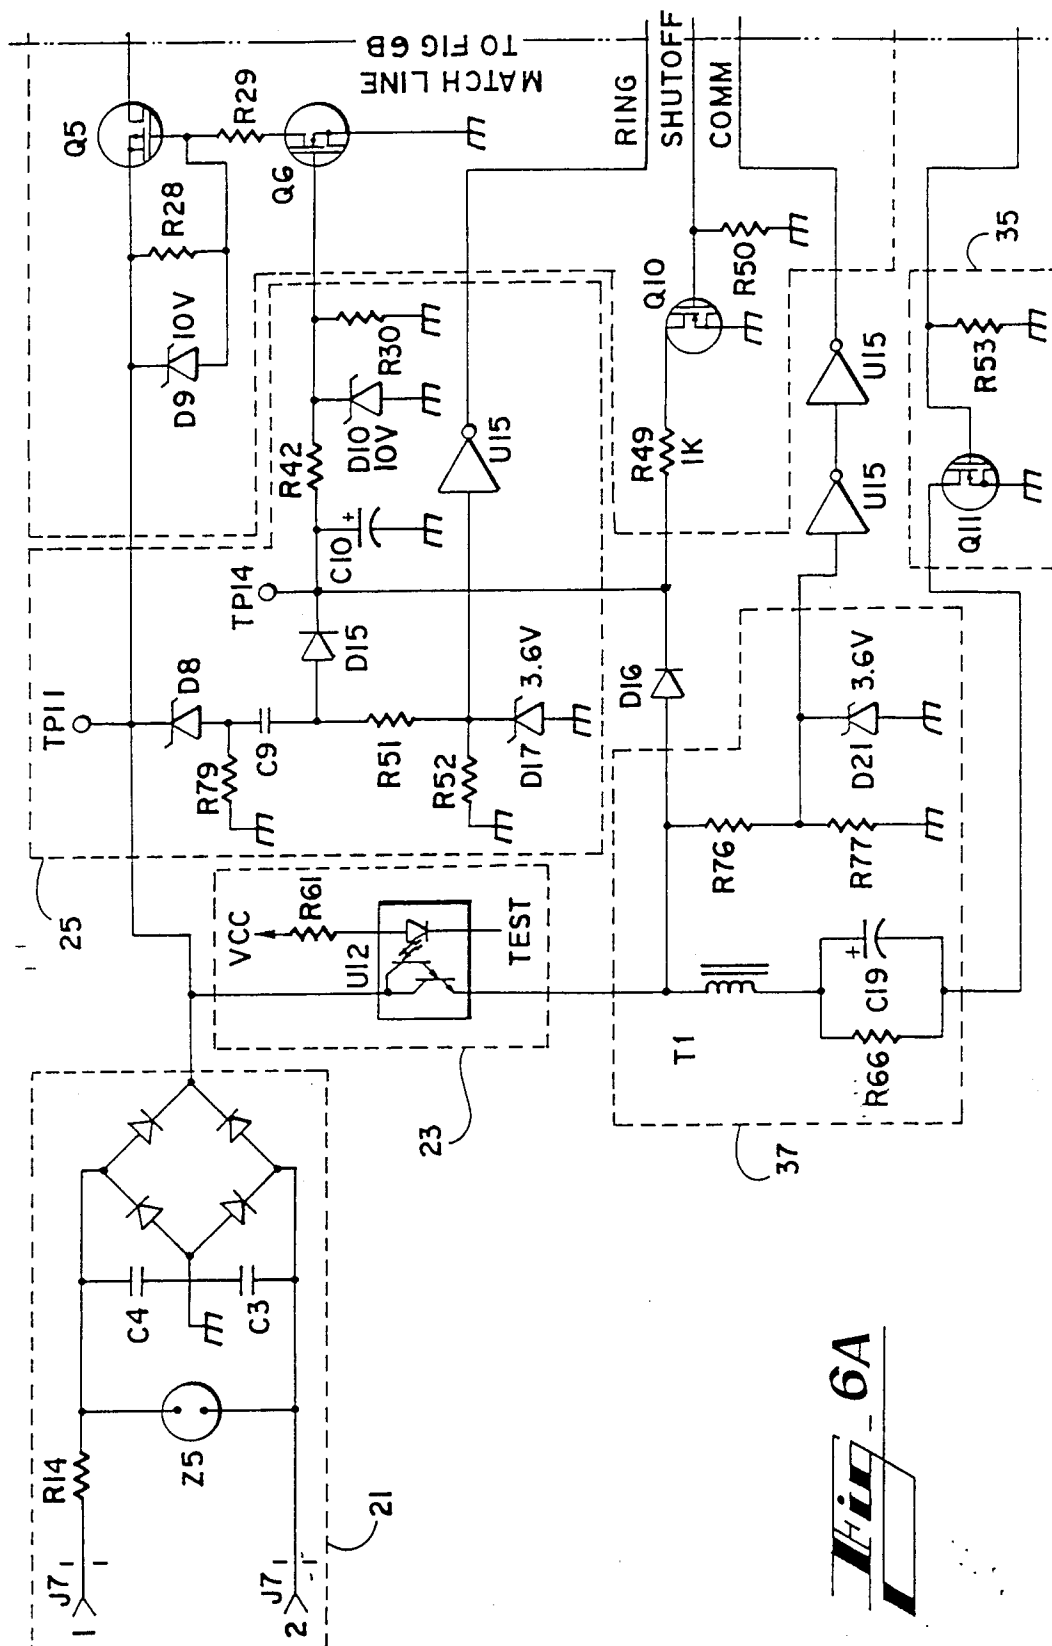 J7
1
J7
2
R14
Z5
C4
C3
21
VCC
R61
U12
TEST
23
25
TP11
D8
R79
C9
R51
R52
D17
3.6V
TP14
D15
C10
+
R42
D10
10V
R30
U15
D9
10V
R28
Q5
R29
Q6
MATCH LINE
TO FIG 6B
RING
SHUTOFF
COMM
D16
R49
1K
Q10
R50
T1
R66
C19
+
R76
R77
D21
3.6V
37
U15
U15
Q11
R53
35
Fig 6A